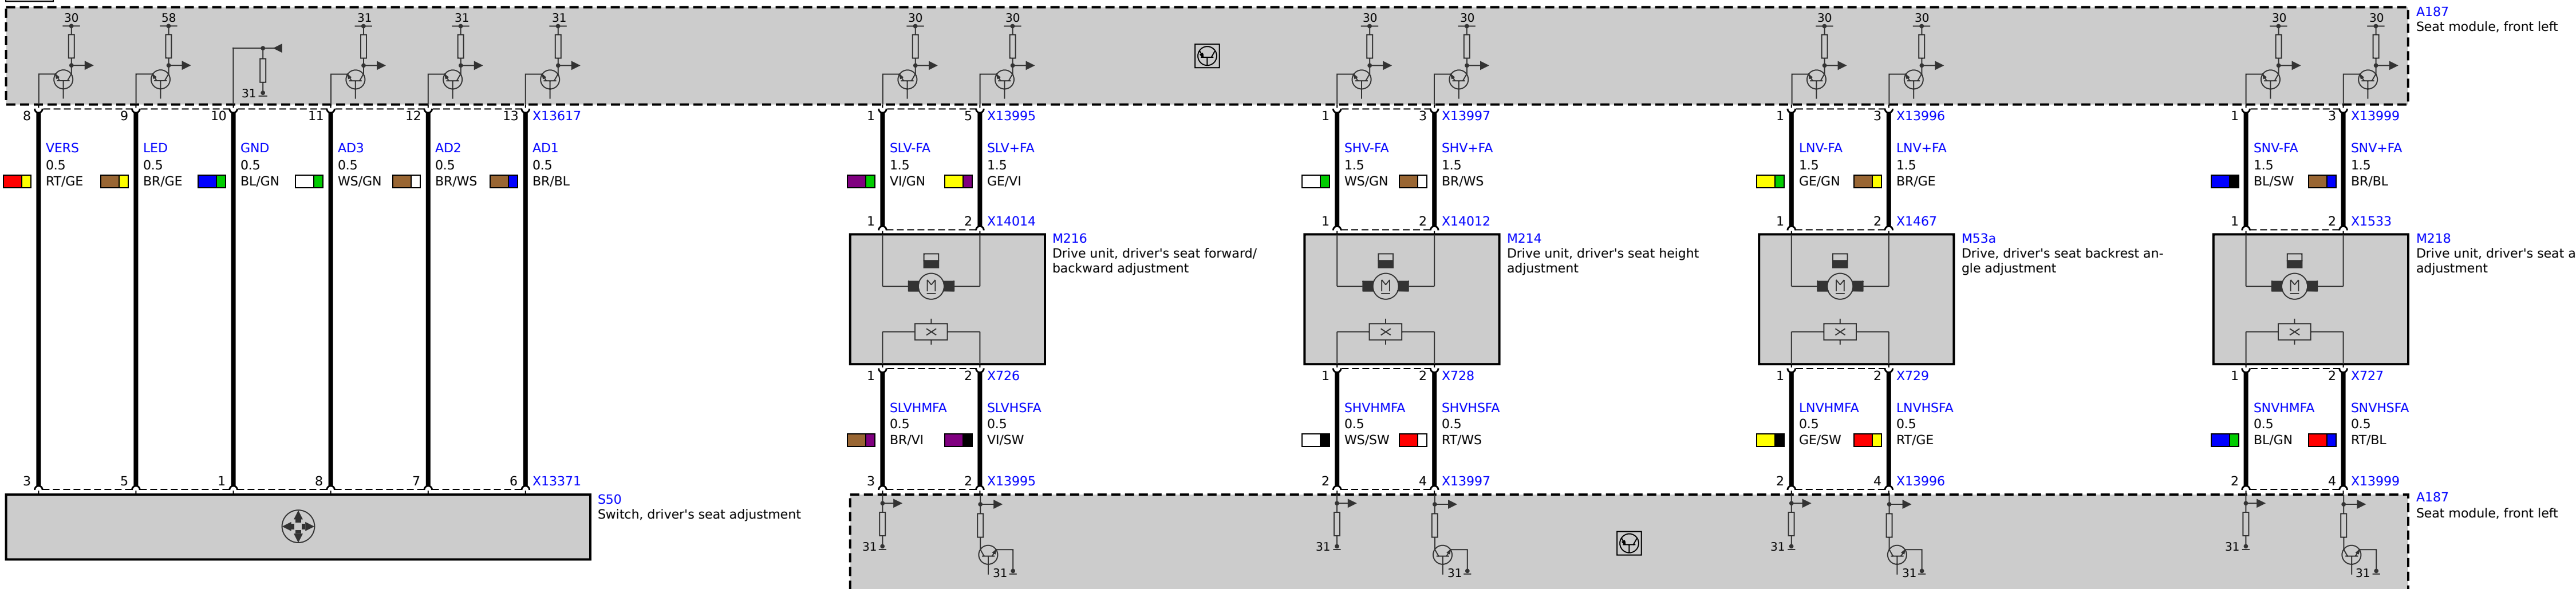 30 58 31 31 31 30 30 30 30 30 30 30 30 A187
Seat module, front left
31
8 9 10 11 12 13 X13617 1 5 X13995 1 3 X13997 1 3 X13996 1 3 X13999
VERS LED GND AD3 AD2 AD1 SLV-FA SLV+FA SHV-FA SHV+FA LNV-FA LNV+FA SNV-FA SNV+FA
0.5 0.5 0.5 0.5 0.5 0.5 1.5 1.5 1.5 1.5 1.5 1.5 1.5 1.5
RT/GE BR/GE BL/GN WS/GN BR/WS BR/BL VI/GN GE/VI WS/GN BR/WS GE/GN BR/GE BL/SW BR/BL
1 2 X14014 1 2 X14012 1 2 X1467 1 2 X1533
M216
Drive unit, driver's seat forward/
backward adjustment
M214
Drive unit, driver's seat height
adjustment
M53a
Drive, driver's seat backrest an-
gle adjustment
M218
Drive unit, driver's seat a
adjustment
M M M M
1 2 X726 1 2 X728 1 2 X729 1 2 X727
SLVHMFA SLVHSFA SHVHMFA SHVHSFA LNVHMFA LNVHSFA SNVHMFA SNVHSFA
0.5 0.5 0.5 0.5 0.5 0.5 0.5 0.5
BR/VI VI/SW WS/SW RT/WS GE/SW RT/GE BL/GN RT/BL
3 5 1 8 7 6 X13371 3 2 X13995 2 4 X13997 2 4 X13996 2 4 X13999
S50
Switch, driver's seat adjustment
A187
Seat module, front left
31 31 31 31
31 31 31 31